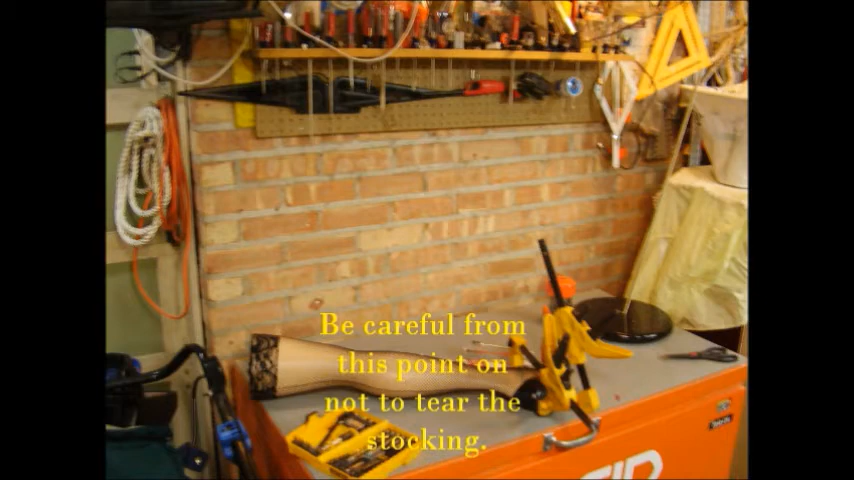 Be careful from
this point on
not to tear the
stocking.